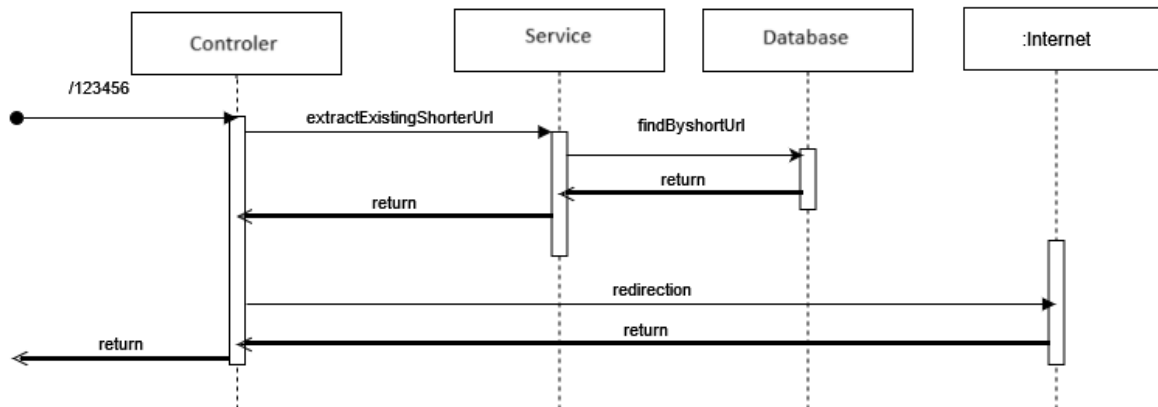 Controler
Service
Database
:Internet
/123456
extractExistingShorterUrl
findByshortUrl
return
return
redirection
return
return